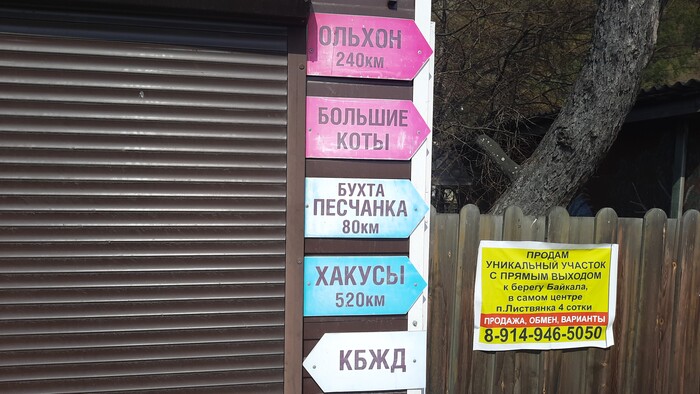 ОЛЬХОН
240КМ
БОЛЬШИЕ
КОТЫ
БУХТА
ПЕСЧАНКА
80КМ
ХАКУСЫ
520КМ
КБЖД
ПРОДАМ
УНИКАЛЬНЫЙ УЧАСТОК
С ПРЯМЫМ ВЫХОДОМ
к берегу Байкала,
в самом центре
п.Листвянка 4 сотки
ПРОДАЖА, ОБМЕН, ВАРИАНТЫ
8-914-946-5050